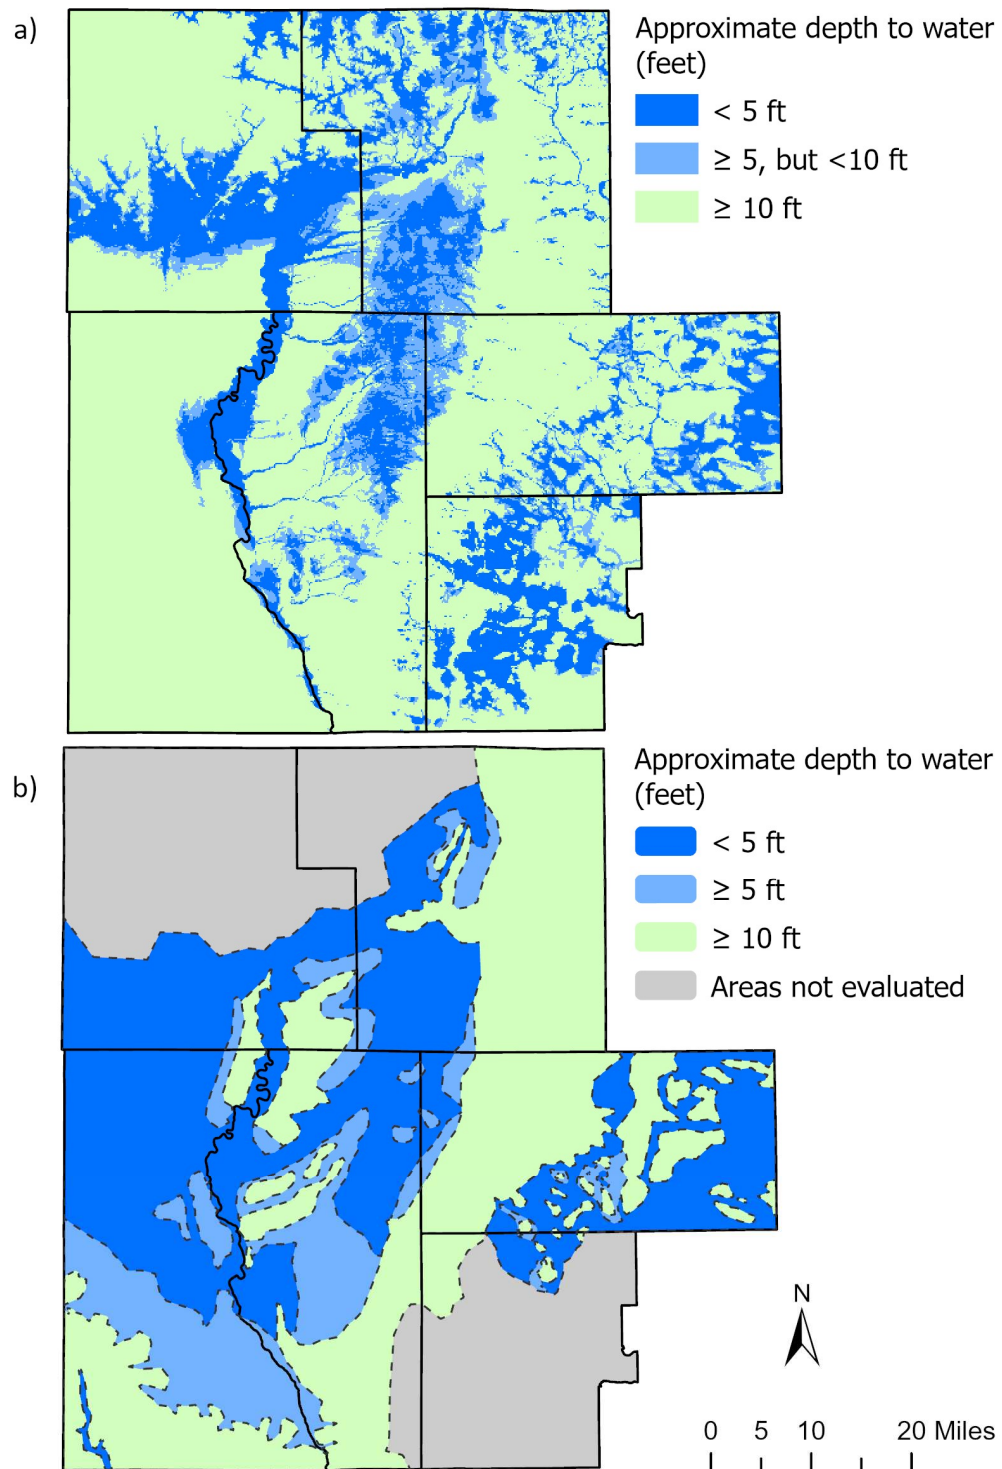 a)
Approximate depth to water
(feet)
< 5 ft
≥ 5, but <10 ft
≥ 10 ft
b)
Approximate depth to water
(feet)
< 5 ft
≥ 5 ft
≥ 10 ft
Areas not evaluated
N
0 5 10 20 Miles